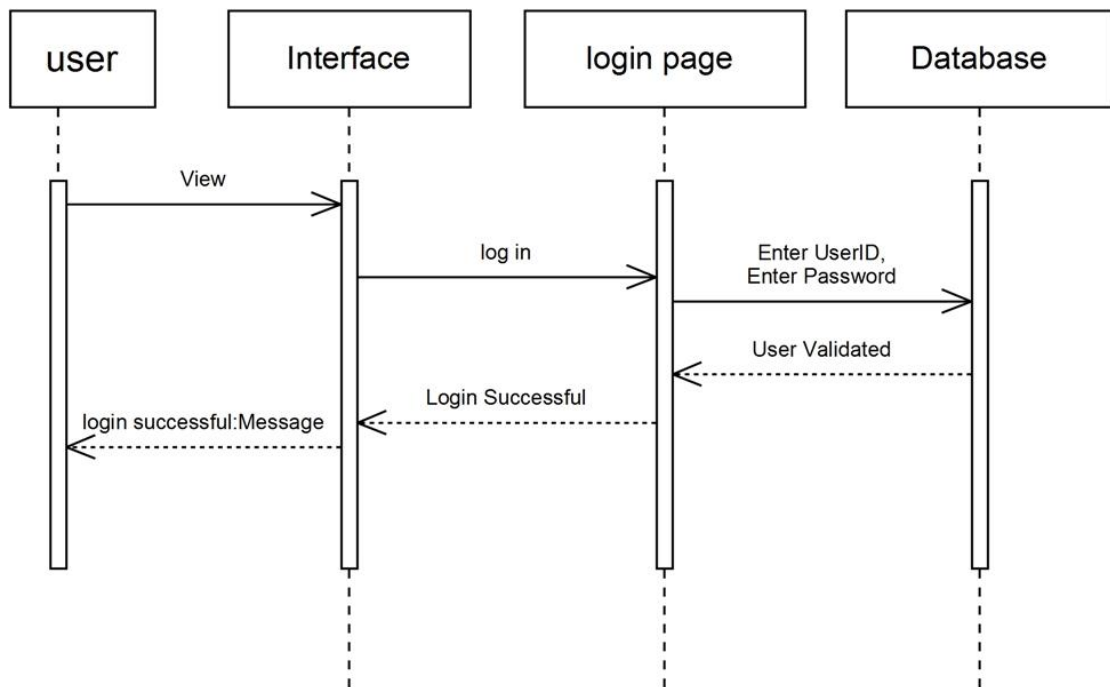 user
Interface
login page
Database
View
log in
Enter UserID,
Enter Password
User Validated
Login Successful
login successful:Message